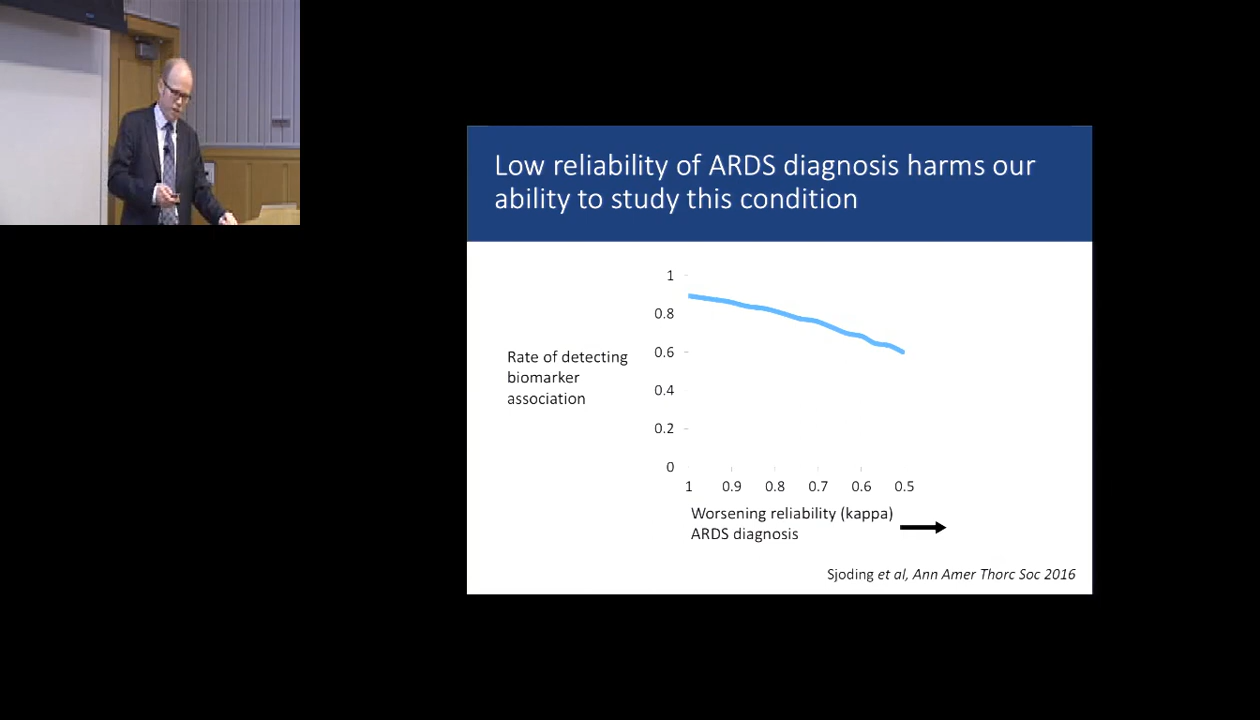 Low reliability of ARDS diagnosis harms our
ability to study this condition
Rate of detecting
biomarker
association
1
0.8
0.6
0.4
0.2
0
1 0.9 0.8 0.7 0.6 0.5
Worsening reliability (kappa)
ARDS diagnosis
Sjoding et al, Ann Amer Thorc Soc 2016